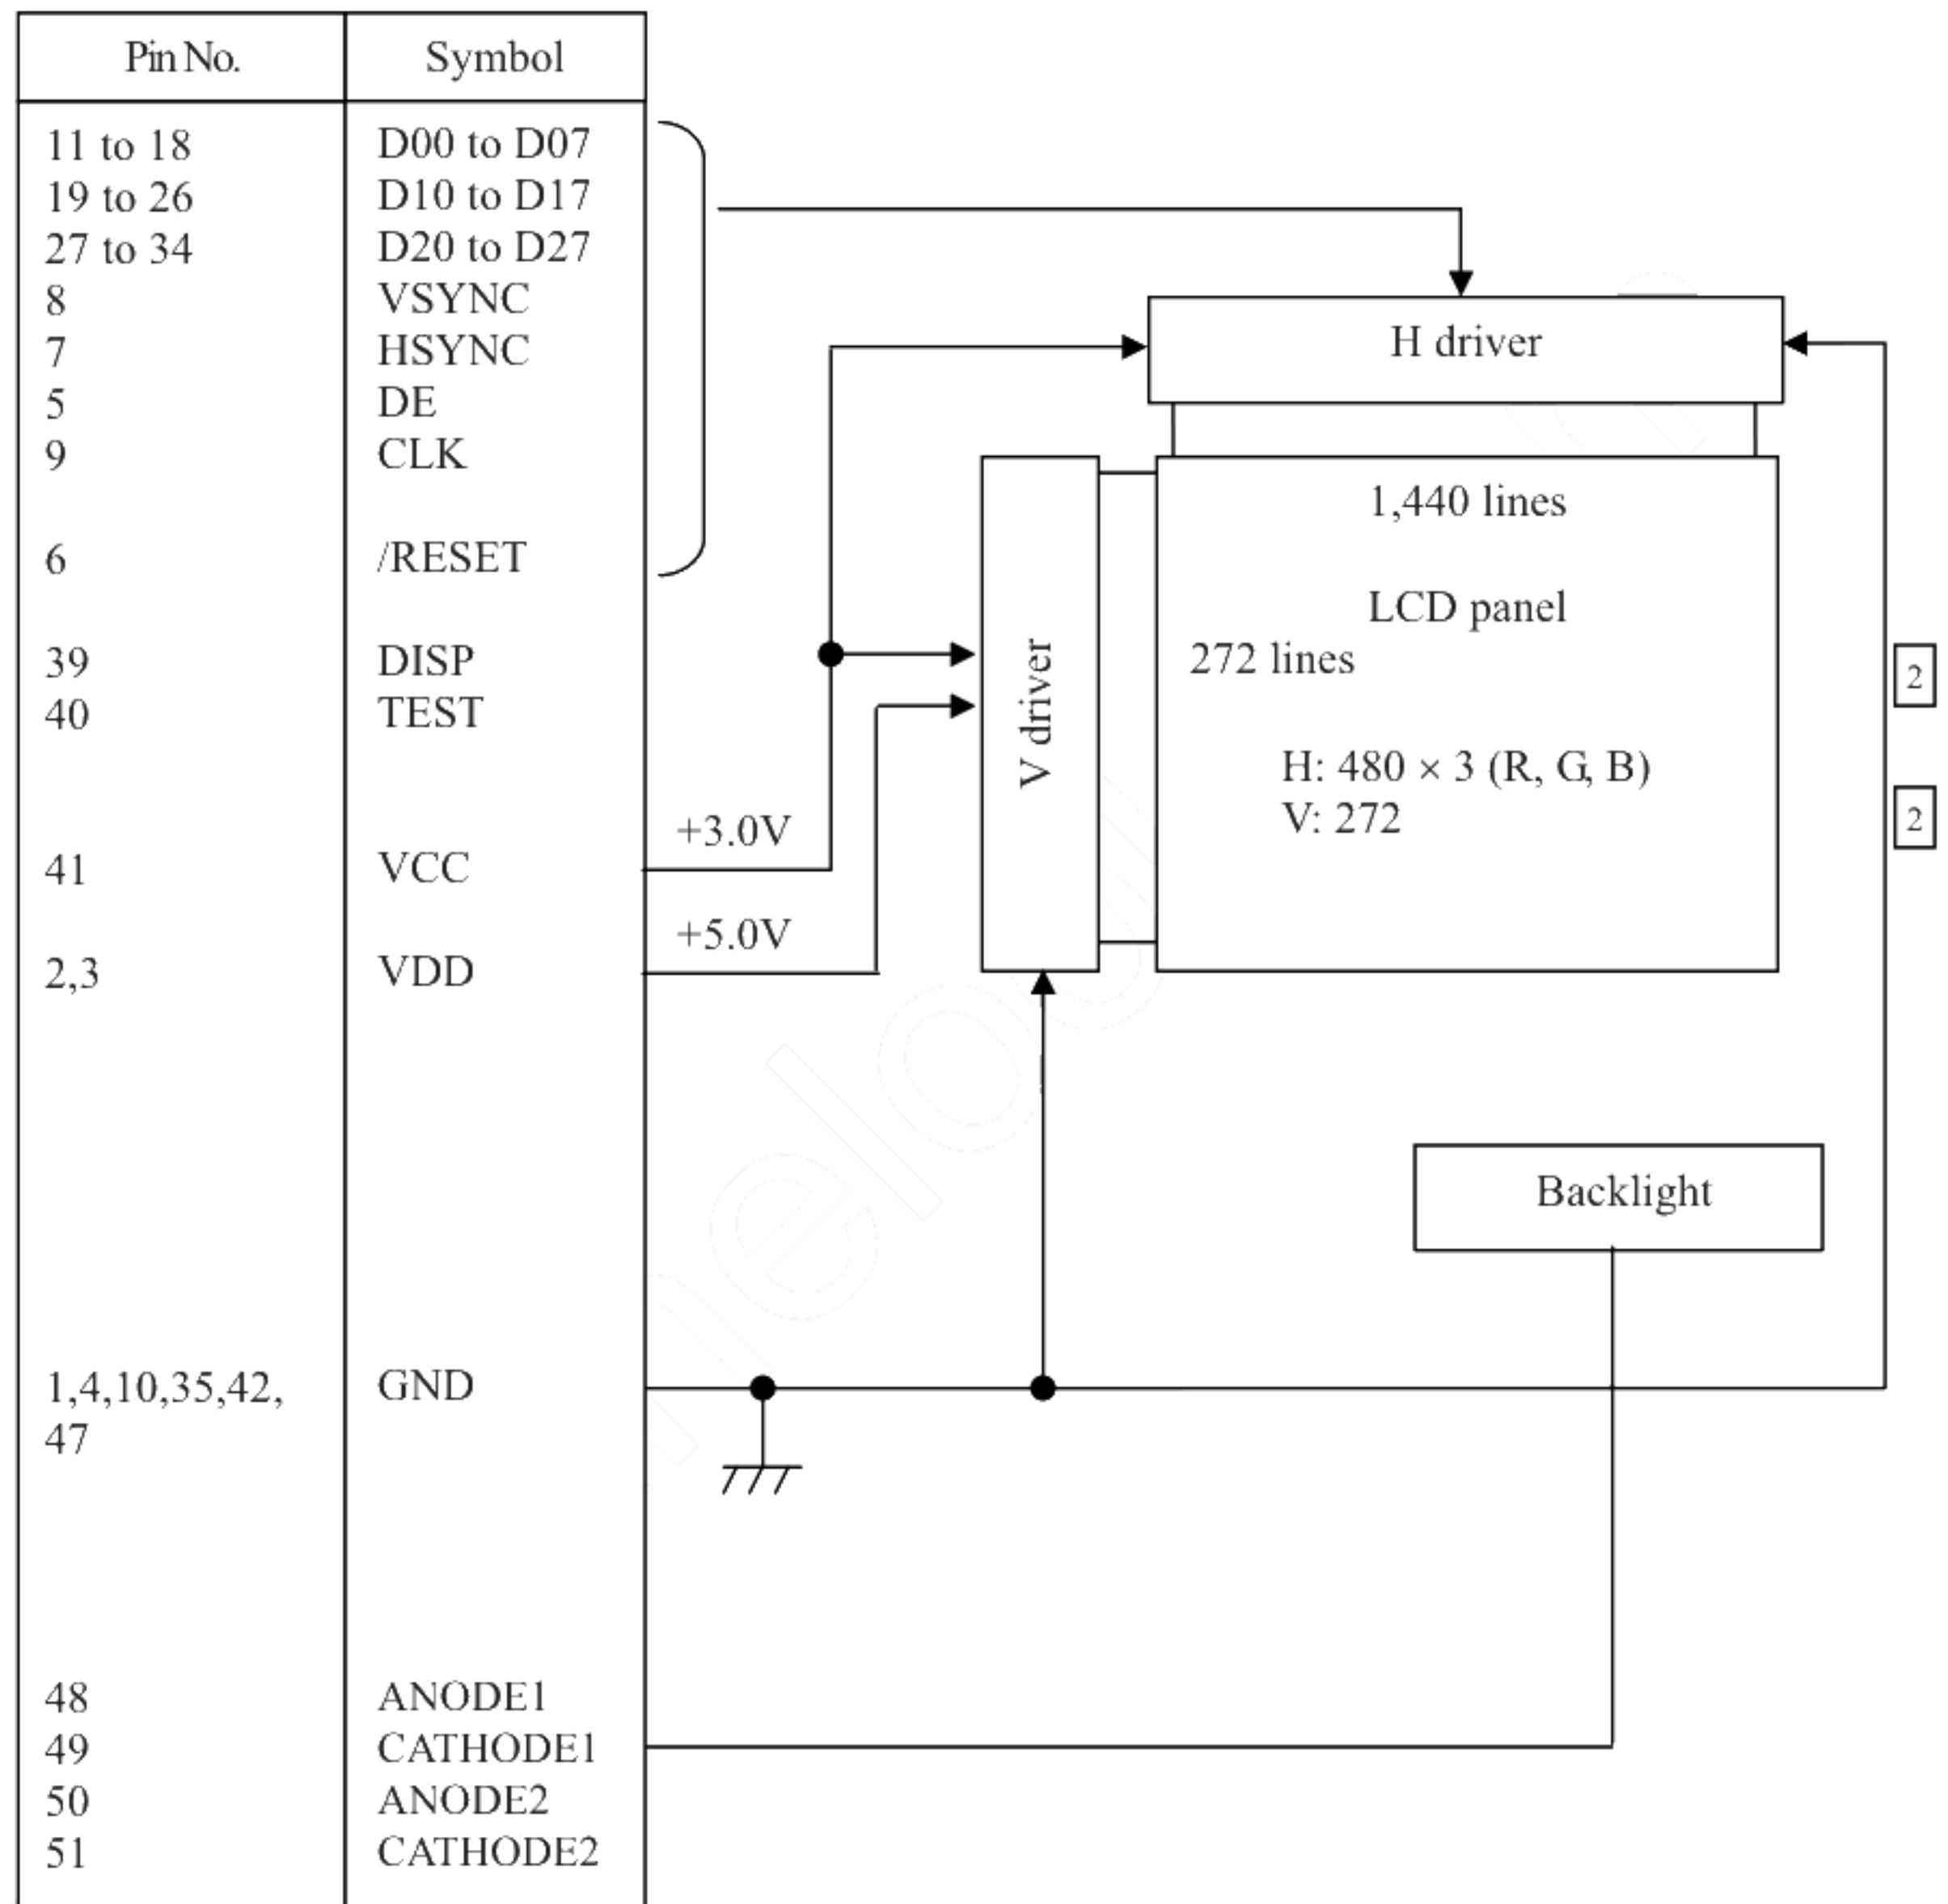 Pin No. Symbol
11 to 18 D00 to D07
19 to 26 D10 to D17
27 to 34 D20 to D27
8 VSYNC
7 HSYNC
5 DE
9 CLK
6 /RESET
39 DISP
40 TEST
+3.0V
41 VCC
+5.0V
2,3 VDD
1,4,10,35,42, GND
47
48 ANODE1
49 CATHODE1
50 ANODE2
51 CATHODE2
H driver
V driver
1,440 lines
LCD panel
272 lines
H: 480 × 3 (R, G, B)
V: 272
2
2
Backlight